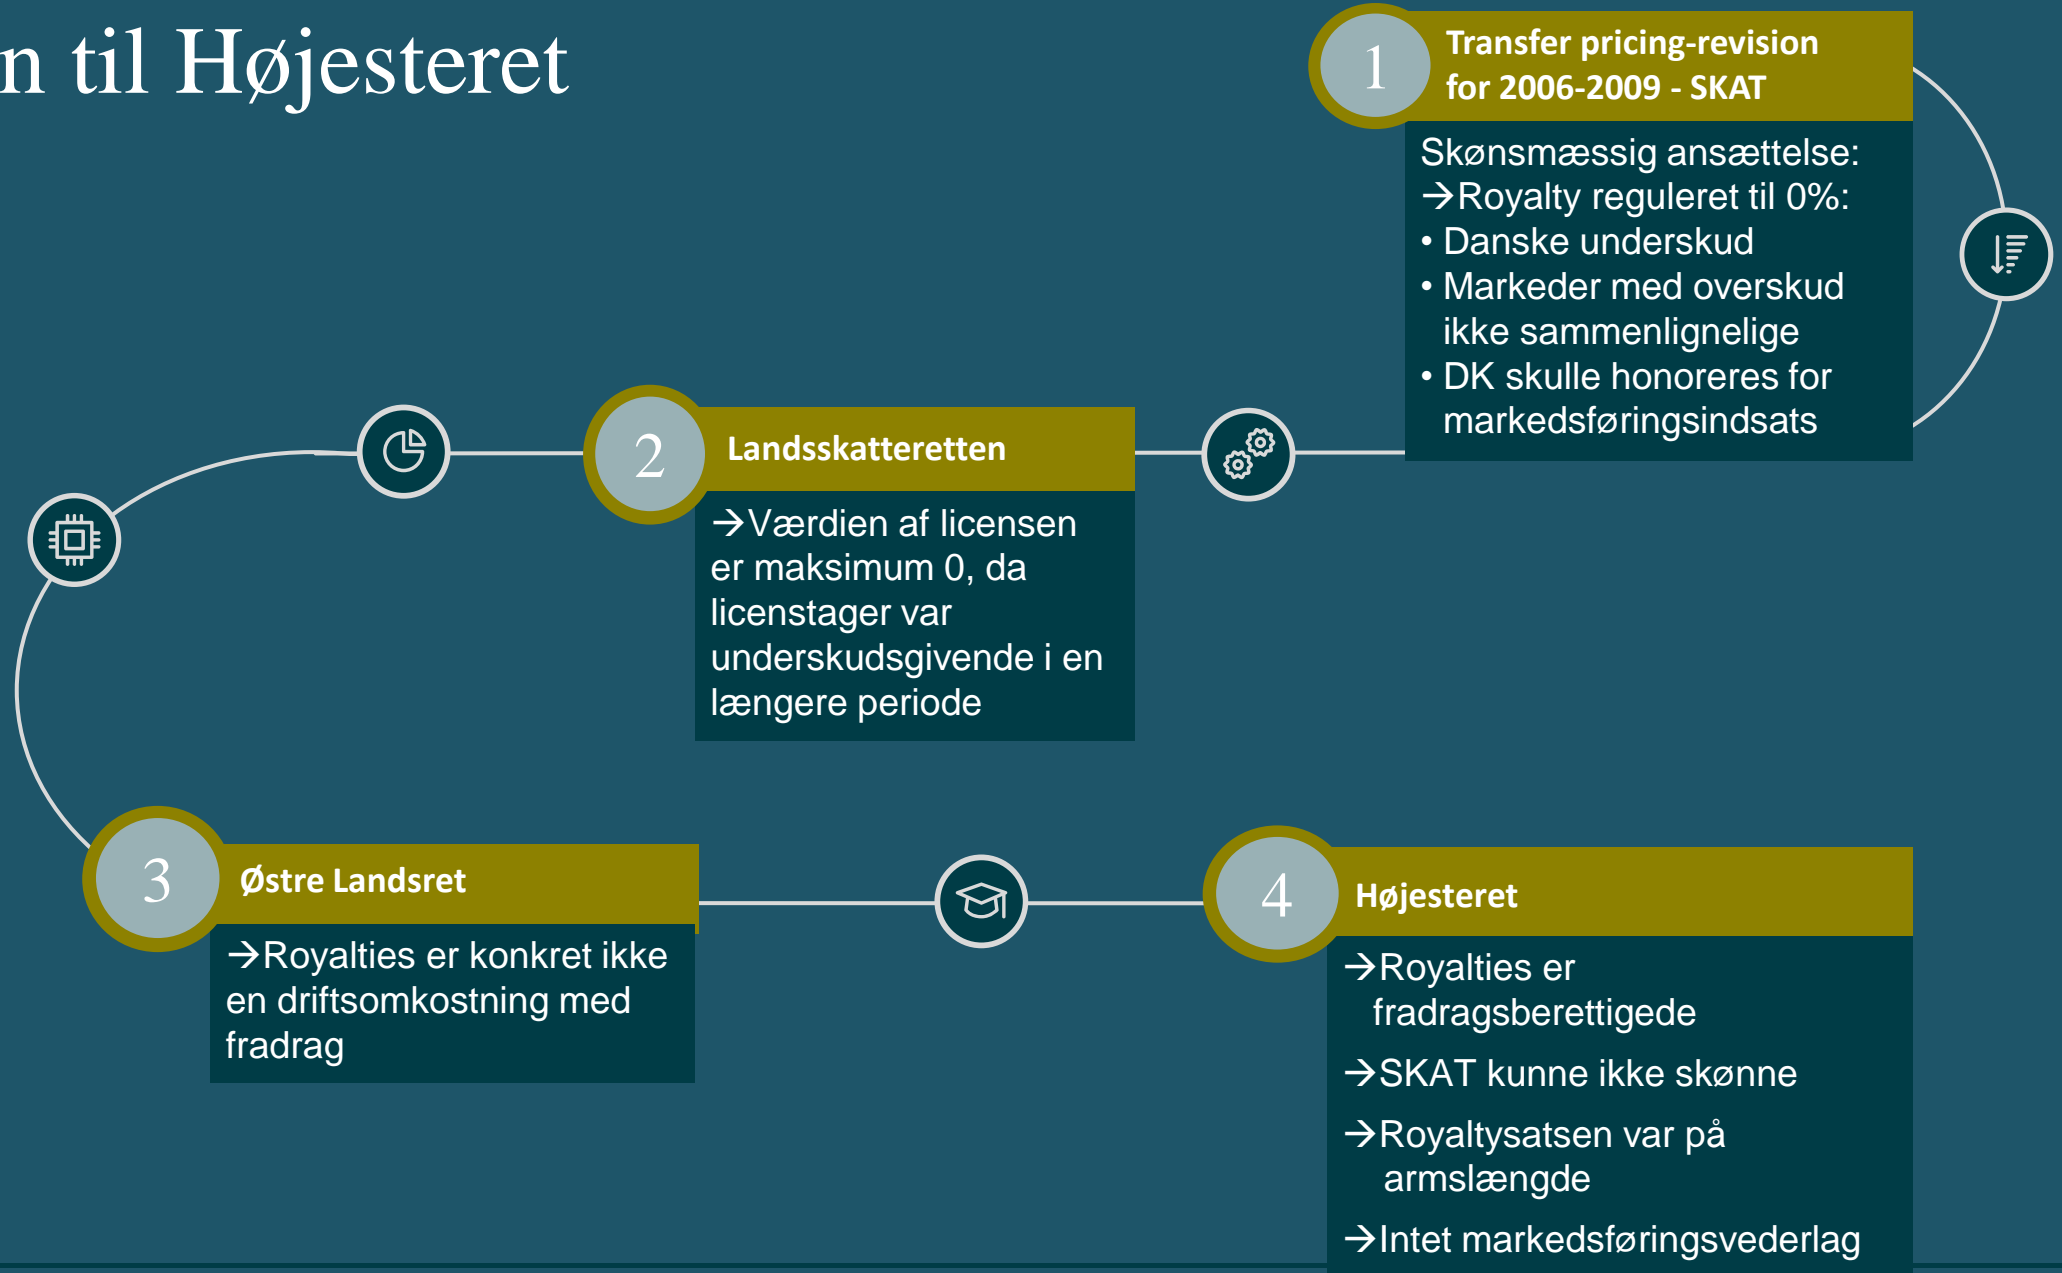 n til Højesteret
1
Transfer pricing-revision
for 2006-2009 - SKAT
Skønsmæssig ansættelse:
→Royalty reguleret til 0%:
• Danske underskud
• Markeder med overskud
ikke sammenlignelige
• DK skulle honoreres for
markedsføringsindsats
2
Landsskatteretten
→Værdien af licensen
er maksimum 0, da
licenstager var
underskudsgivende i en
længere periode
3
Østre Landsret
→Royalties er konkret ikke
en driftsomkostning med
fradrag
4
Højesteret
→Royalties er
fradragsberettigede
→SKAT kunne ikke skønne
→Royaltysatsen var på
armslængde
→Intet markedsføringsvederlag